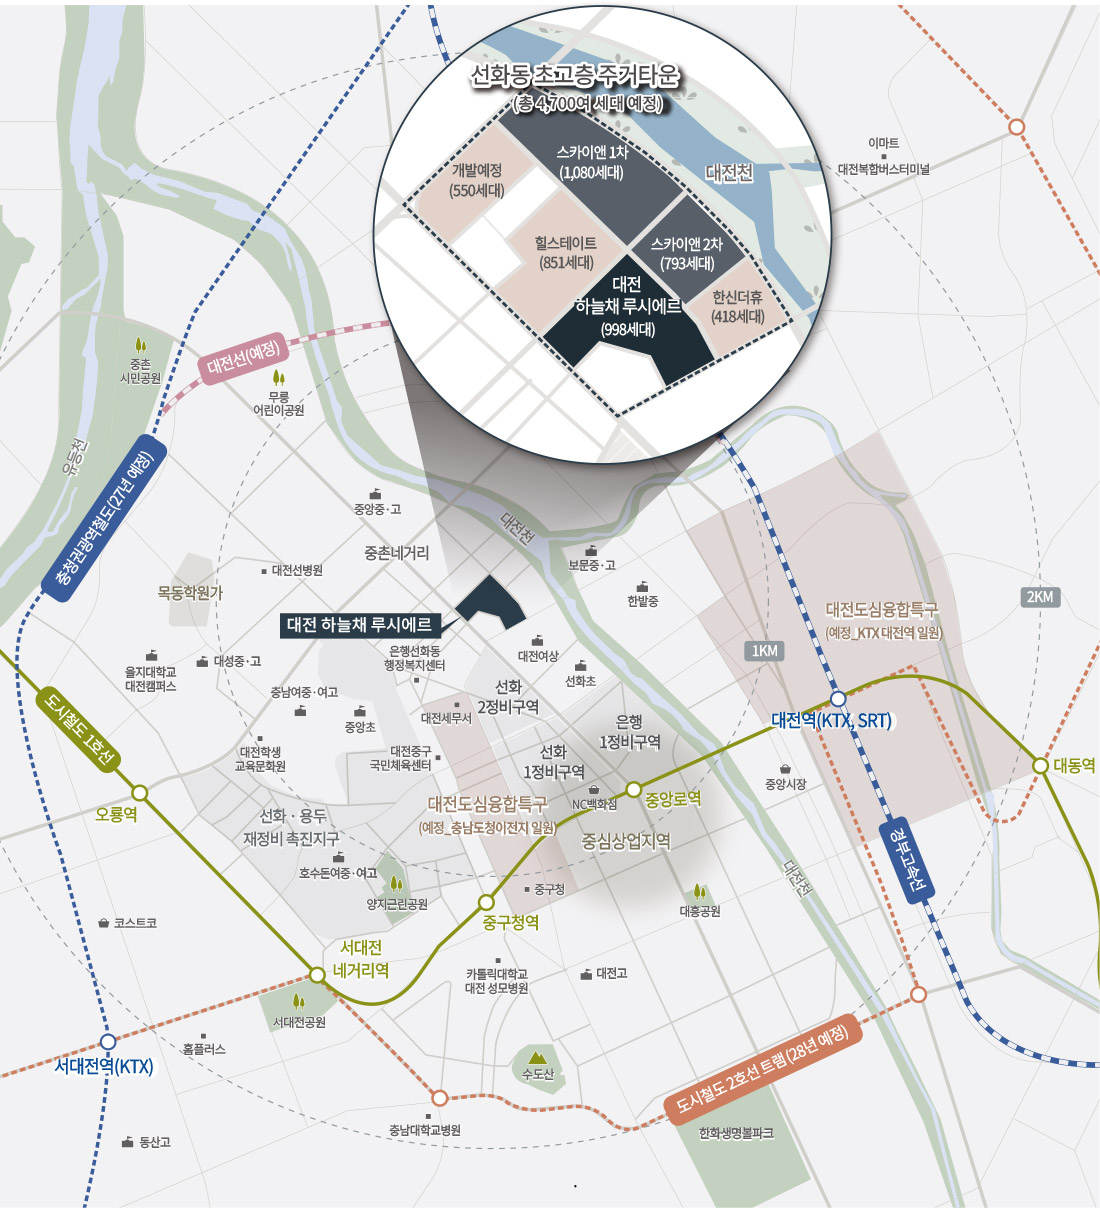 선화동 초고층 주거타운
(총 4,700여 세대 예정)
스카이앤 1차
(1,080세대)
개발예정
(550세대)
대전천
힐스테이트
(851세대)
스카이앤 2차
(793세대)
대전
하늘채 루시에르
(998세대)
한신더휴
(418세대)
이마트
대전복합버스터미널
중촌
시민공원
대전선(예정)
무릉
어린이공원
유등천
충청권광역철도(27년 예정)
중앙중·고
대전천
중촌네거리
보문중·고
대전선병원
목동학원가
한밭중
2KM
대전 하늘채 루시에르
대전도심융합특구
(예정_KTX 대전역 일원)
1KM
은행선화동
행정복지센터
대전여상
선화초
을지대학교
대전캠퍼스
대성중·고
충남여중·여고
중앙초
선화
2정비구역
대전세무서
도시철도 1호선
은행
1정비구역
대전역(KTX, SRT)
대전학생
교육문화원
대전중구
국민체육센터
선화
1정비구역
중앙시장
대동역
오룡역
NC백화점
중앙로역
선화·용두
재정비 촉진지구
대전도심융합특구
(예정_충남도청이전지 일원)
중심상업지역
경부고속선
호수돈여중·여고
양지근린공원
중구청
대흥공원
대전천
코스트코
중구청역
서대전
네거리역
카톨릭대학교
대전 성모병원
대전고
서대전공원
홈플러스
서대전역(KTX)
수도산
도시철도 2호선 트램(28년 예정)
충남대학교병원
한화생명볼파크
동산고